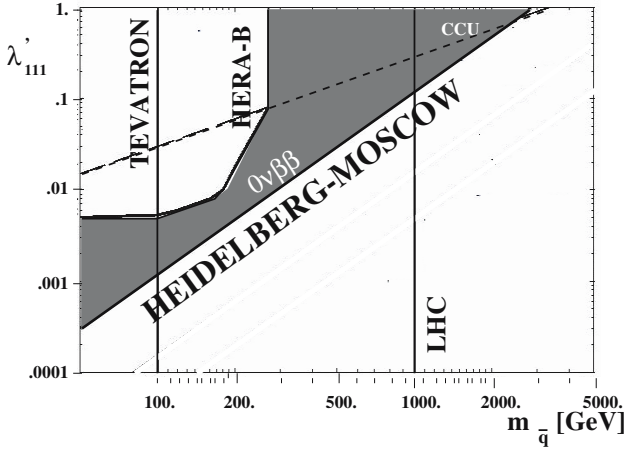 1.
λ'111
.1
.01
.001
.0001
TEVATRON
HERA-B
CCU
0νββ
HEIDELBERG-MOSCOW
LHC
100. 200. 500. 1000. 2000. 5000.
m q̄ [GeV]